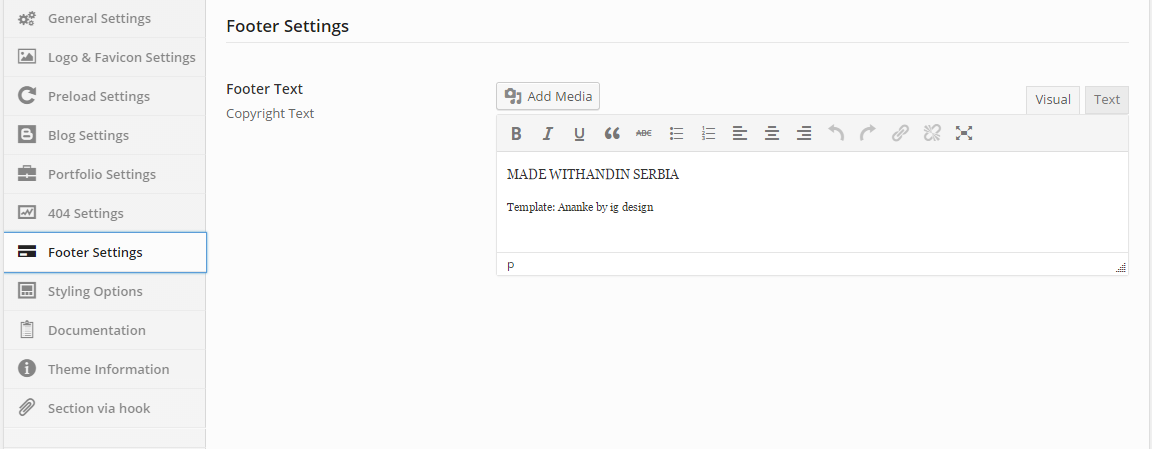 General Settings
Logo & Favicon Settings
Preload Settings
Blog Settings
Portfolio Settings
404 Settings
Footer Settings
Styling Options
Documentation
Theme Information
Section via hook
Footer Settings
Footer Text
Copyright Text
Add Media
Visual
Text
B I U ABC
MADE WITHANDIN SERBIA
Template: Ananke by ig design
p